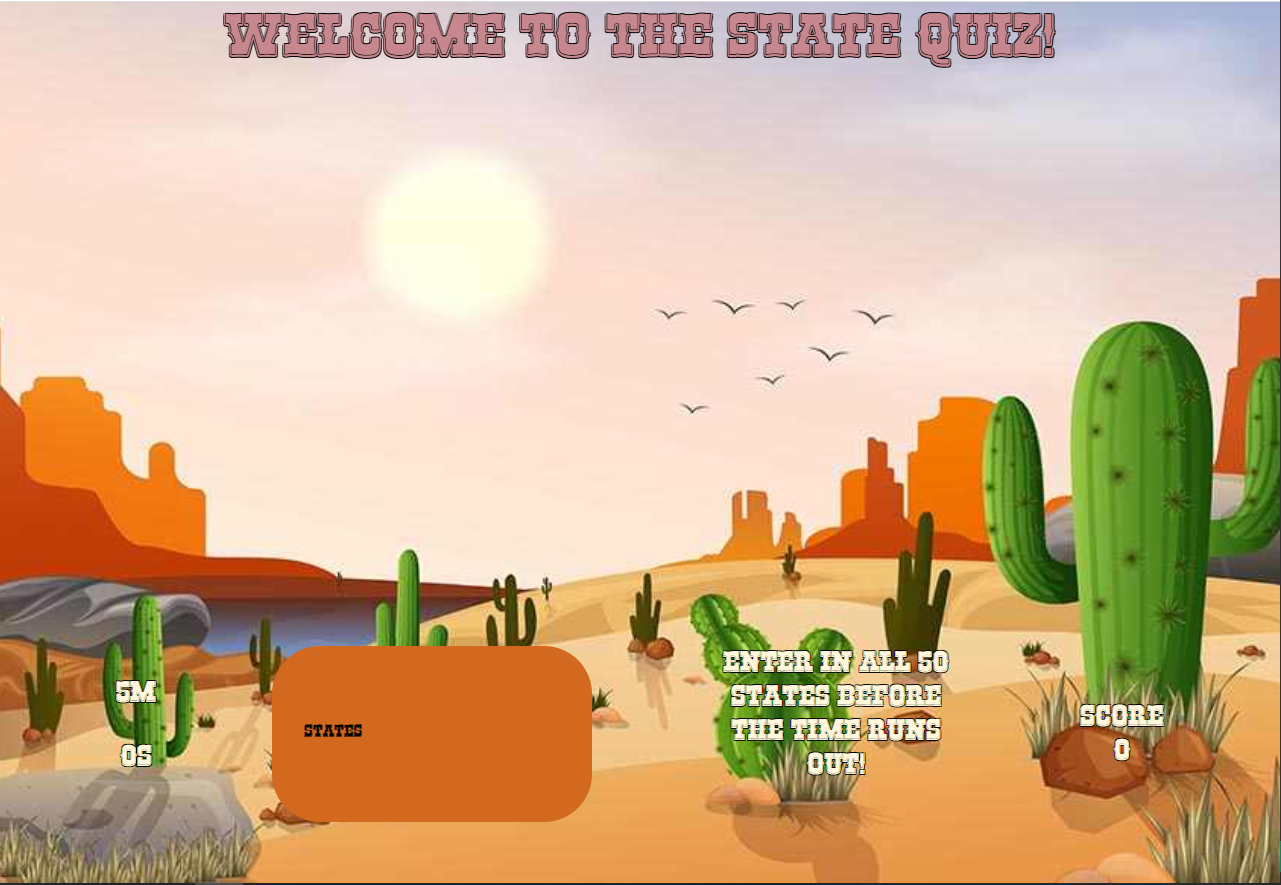 WELCOME TO THE STATE QUIZ!
5M
0S
STATES
ENTER IN ALL 50
STATES BEFORE
THE TIME RUNS
OUT!
SCORE
0